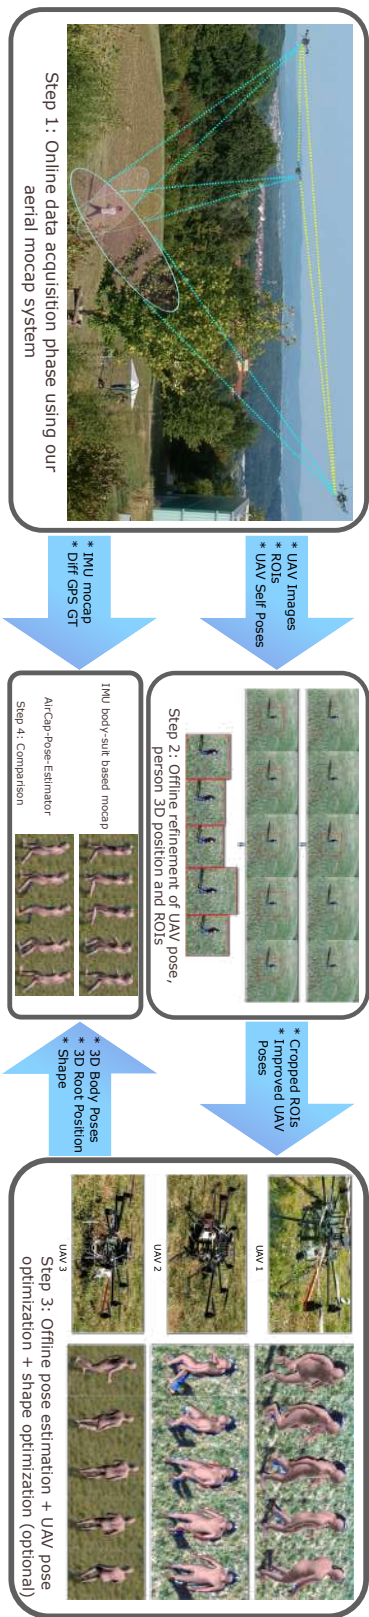 Step 1: Online data acquisition phase using our
aerial mocap system
* UAV Images
* ROIs
* UAV Self Poses
* IMU mocap
* Diff GPS GT
Step 2: Offline refinement of UAV pose,
person 3D position and ROIs
IMU body-suit based mocap
AirCap-Pose-Estimator
Step 4: Comparison
* Cropped ROIs
* Improved UAV
Poses
* 3D Body Poses
* 3D Root Position
* Shape
UAV 1
UAV 2
UAV 3
Step 3: Offline pose estimation + UAV pose
optimization + shape optimization (optional)